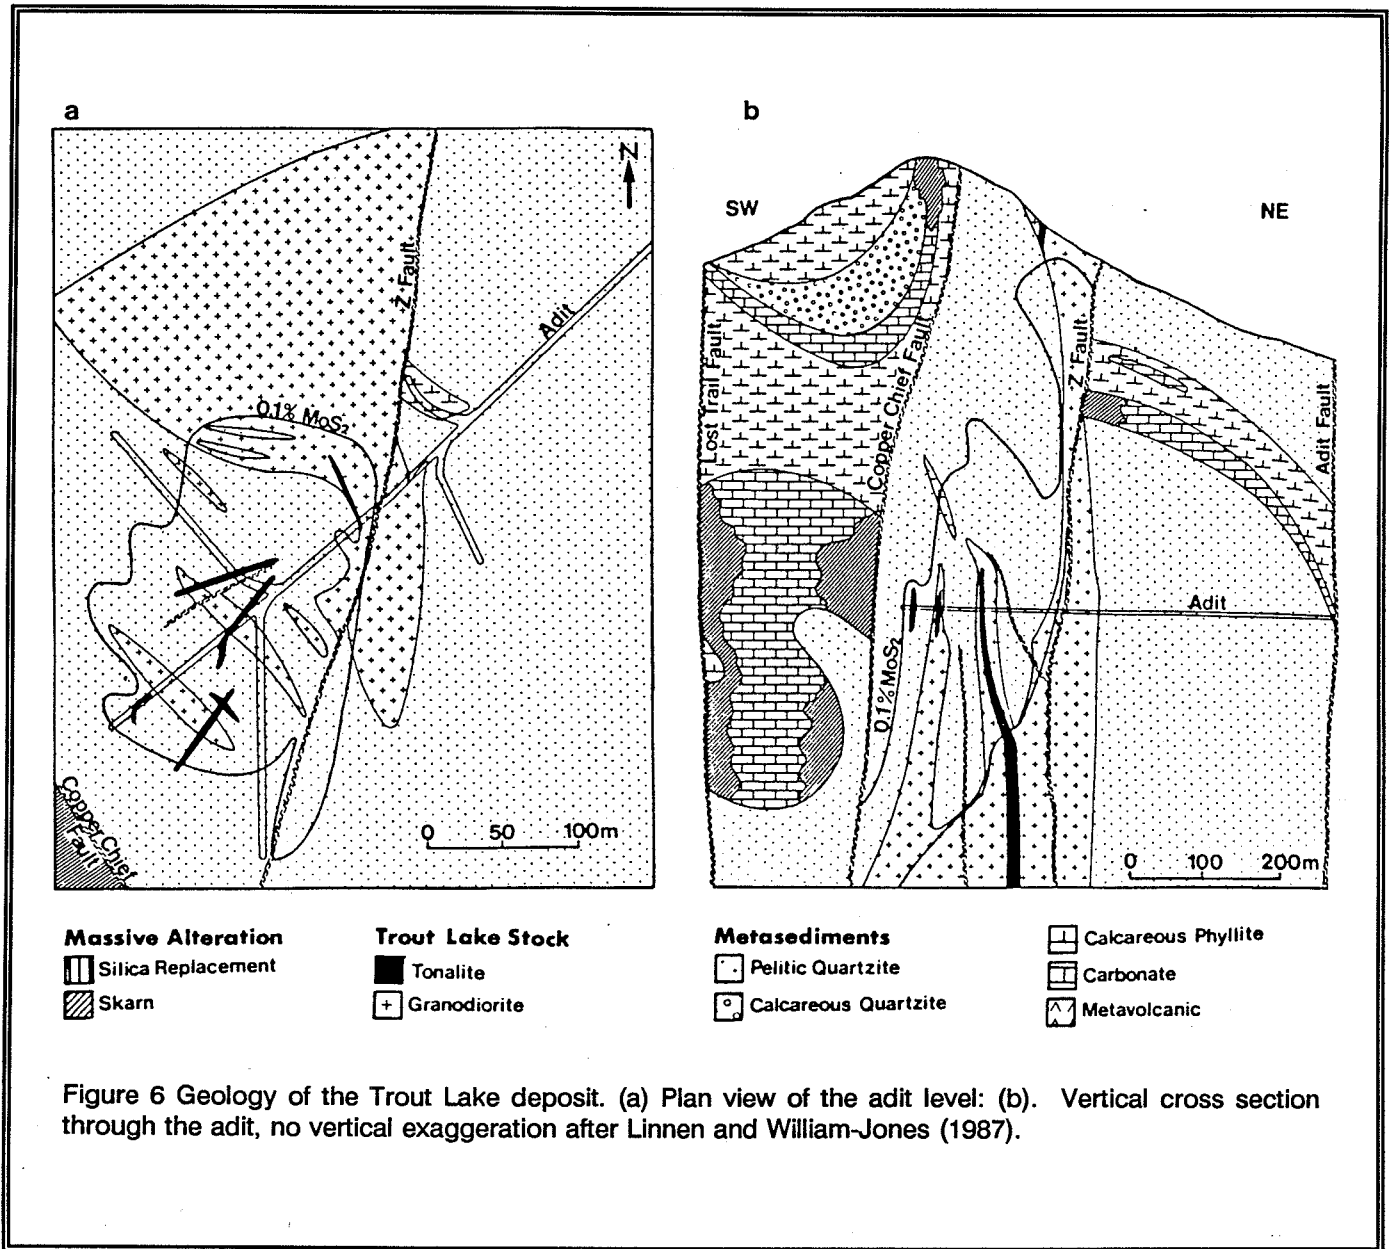 a
b
N
SW
NE
Z Fault
Adit
0.1% MoS₂
Copper Chief
Fault
0 50 100m
Lost Trail Fault
Copper Chief Fault
Z Fault
Adit Fault
Adit
0.1% MoS₂
0 100 200m
Massive Alteration
Silica Replacement
Skarn
Trout Lake Stock
Tonalite
Granodiorite
Metasediments
Pelitic Quartzite
Calcareous Quartzite
Calcareous Phyllite
Carbonate
Metavolcanic
Figure 6 Geology of the Trout Lake deposit. (a) Plan view of the adit level: (b). Vertical cross section
through the adit, no vertical exaggeration after Linnen and William-Jones (1987).